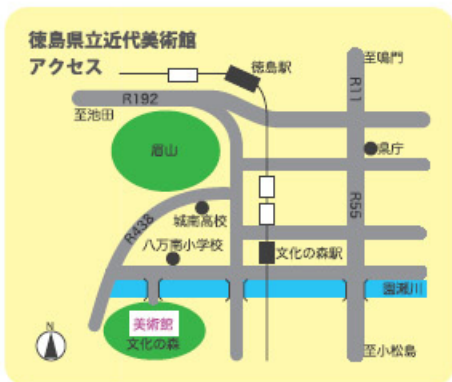 徳島県立近代美術館
アクセス
徳島駅
至鳴門
R11
R192
至池田
眉山
県庁
R55
城南高校
R438
八万南小学校
文化の森駅
園瀬川
美術館
文化の森
N
至小松島